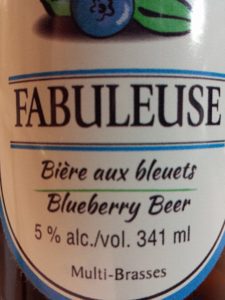 FABULEUSE
Bière aux bleuets
Blueberry Beer
5 % alc./vol. 341 ml
Multi-Brasses